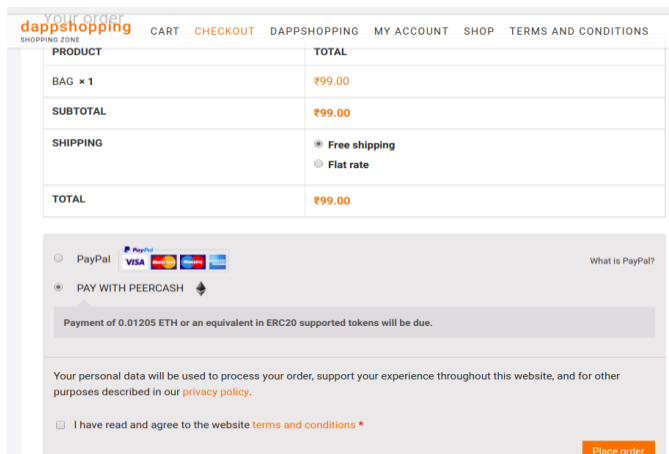 Your order
dappshopping
SHOPPING ZONE
CART CHECKOUT DAPPSHOPPING MY ACCOUNT SHOP TERMS AND CONDITIONS
PRODUCT TOTAL
BAG × 1 ₹99.00
SUBTOTAL ₹99.00
SHIPPING Free shipping
Flat rate
TOTAL ₹99.00
PayPal PayPal VISA MasterCard Maestro What is PayPal?
PAY WITH PEERCASH
Payment of 0.01205 ETH or an equivalent in ERC20 supported tokens will be due.
Your personal data will be used to process your order, support your experience throughout this website, and for other
purposes described in our privacy policy.
I have read and agree to the website terms and conditions *
Place order